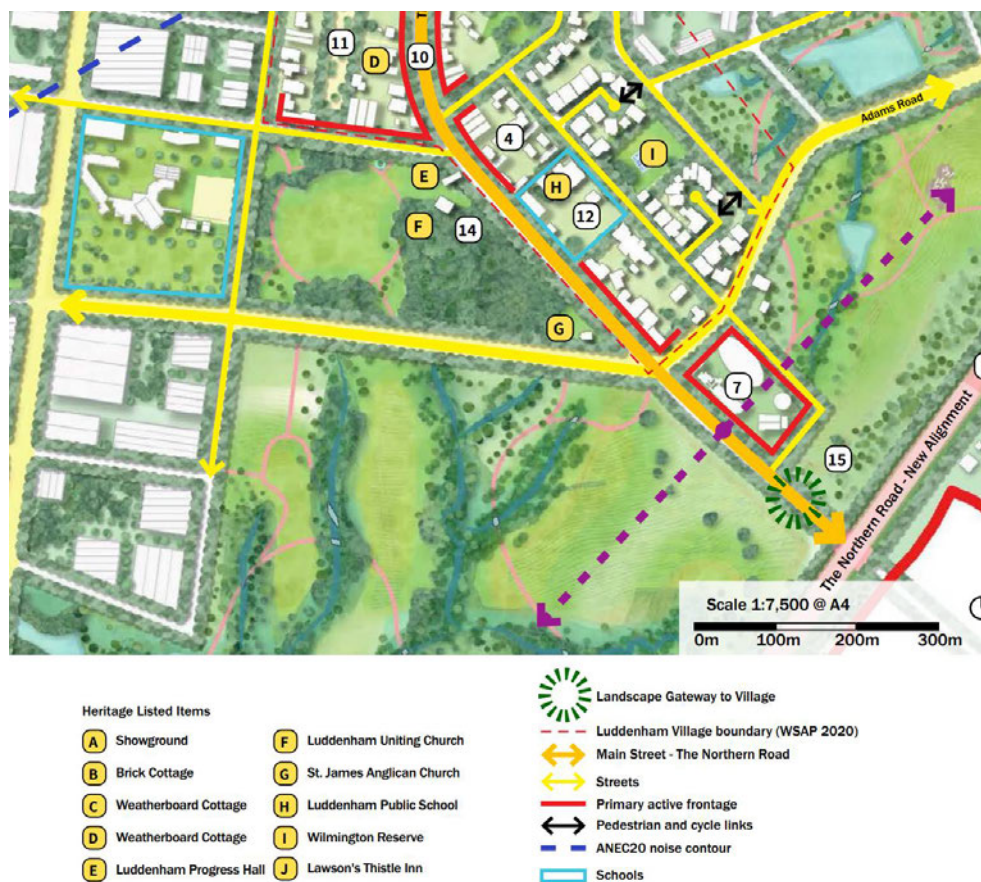 11
D
10
4
Adams Road
I
E
H
12
F
14
G
7
15
The Northern Road - New Alignment
Scale 1:7,500 @ A4
0m 100m 200m 300m
Landscape Gateway to Village
Heritage Listed Items
Luddenham Village boundary (WSAP 2020)
A Showground
F Luddenham Uniting Church
Main Street - The Northern Road
B Brick Cottage
G St. James Anglican Church
Streets
C Weatherboard Cottage
H Luddenham Public School
Primary active frontage
Pedestrian and cycle links
D Weatherboard Cottage
I Wilmington Reserve
ANEC20 noise contour
E Luddenham Progress Hall
J Lawson's Thistle Inn
Schools